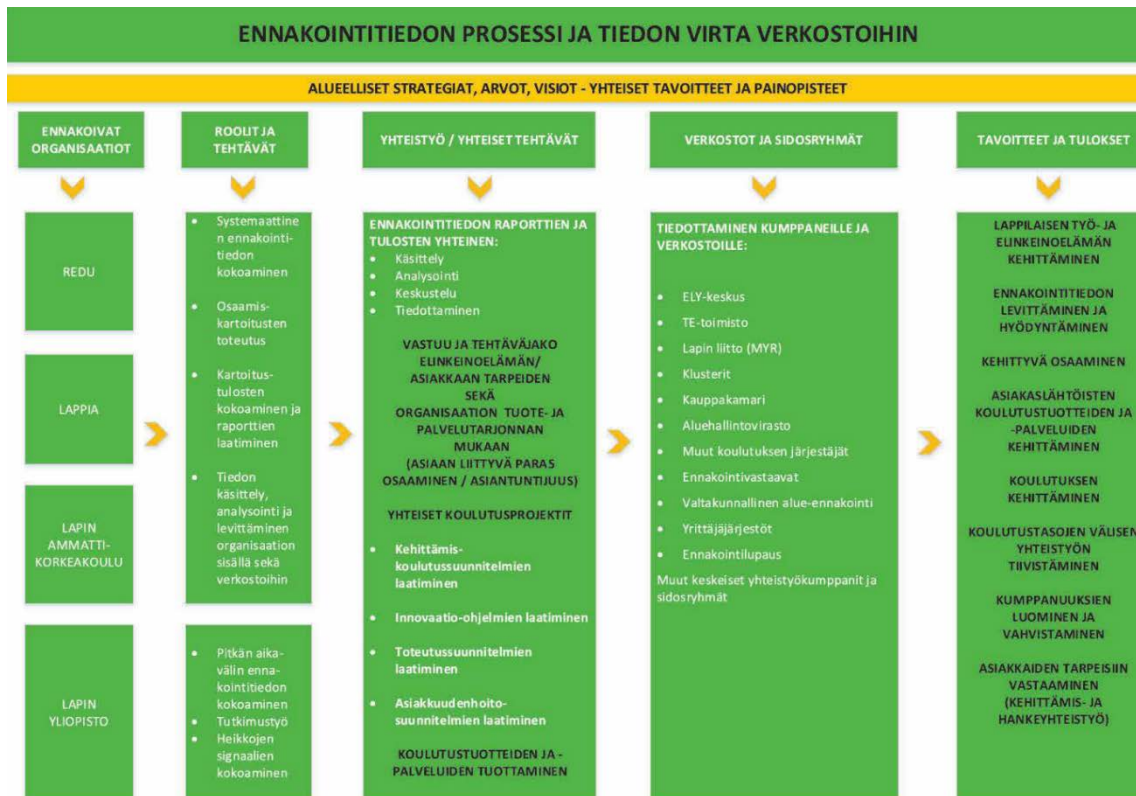 ENNAKOINTITIEDON PROSESSI JA TIEDON VIRTA VERKOSTOIHIN
ALUEELLISET STRATEGIAT, ARVOT, VISIOT - YHTEISET TAVOITTEET JA PAINOPISTEET
ENNAKOIVAT
ORGANISAATIOT
REDU
LAPPIA
LAPIN
AMMATTI-
KORKEAKOULU
LAPIN
YLIOPISTO
ROOLIT JA
TEHTÄVÄT
• Systemaattine
n ennakointi-
tiedon
kokoaminen
• Osaamis-
kartoitusten
toteutus
• Kartoitus-
tulosten
kokoaminen ja
raporttien
laatiminen
• Tiedon
käsittely,
analysointi ja
levittäminen
organisaation
sisällä sekä
verkostoihin
• Pitkän aika-
välin enna-
kointitiedon
kokoaminen
• Tutkimustyö
• Heikkojen
signaalien
kokoaminen
YHTEISTYÖ / YHTEISET TEHTÄVÄT
ENNAKOINTITIEDON RAPORTTIEN JA
TULOSTEN YHTEINEN:
• Käsittely
• Analysointi
• Keskustelu
• Tiedottaminen
VASTUU JA TEHTÄVÄJAKO
ELINKEINOELÄMÄN/
ASIAKKAAN TARPEIDEN
SEKÄ
ORGANISAATION TUOTE- JA
PALVELUTARJONNAN
MUKAAN
(ASIAAN LIITTYVÄ PARAS
OSAAMINEN / ASIANTUNTIJUUS)
YHTEISET KOULUTUSPROJEKTIT
• Kehittämis-
koulutussuunnitelmien
laatiminen
• Innovaatio-ohjelmien laatiminen
• Toteutussuunnitelmien
laatiminen
• Asiakkuudenhoito-
suunnitelmien laatiminen
KOULUTUSTUOTTEIDEN JA -
PALVELUIDEN TUOTTAMINEN
VERKOSTOT JA SIDOSRYHMÄT
TIEDOTTAMINEN KUMPPANEILLE JA
VERKOSTOILLE:
• ELY-keskus
• TE-toimisto
• Lapin liitto (MYR)
• Klusterit
• Kauppakamari
• Aluehallintovirasto
• Muut koulutuksen järjestäjät
• Ennakointivastaavat
• Valtakunnallinen alue-ennakointi
• Yrittäjäjärjestöt
• Ennakointilupaus
Muut keskeiset yhteistyökumppanit ja
sidosryhmät
TAVOITTEET JA TULOKSET
LAPPILAISEN TYÖ- JA
ELINKEINOELÄMÄN
KEHITTÄMINEN
ENNAKOINTITIEDON
LEVITTÄMINEN JA
HYÖDYNTÄMINEN
KEHITTYVÄ OSAAMINEN
ASIAKASLÄHTÖISTEN
KOULUTUSTUOTTEIDEN JA
-PALVELUIDEN
KEHITTÄMINEN
KOULUTUKSEN
KEHITTÄMINEN
KOULUTUSTASOJEN VÄLISEN
YHTEISTYÖN
TIIVISTÄMINEN
KUMPPANUUKSIEN
LUOMINEN JA
VAHVISTAMINEN
ASIAKKAIDEN TARPEISIIN
VASTAAMINEN
(KEHITTÄMIS- JA
HANKEYHTEISTYÖ)